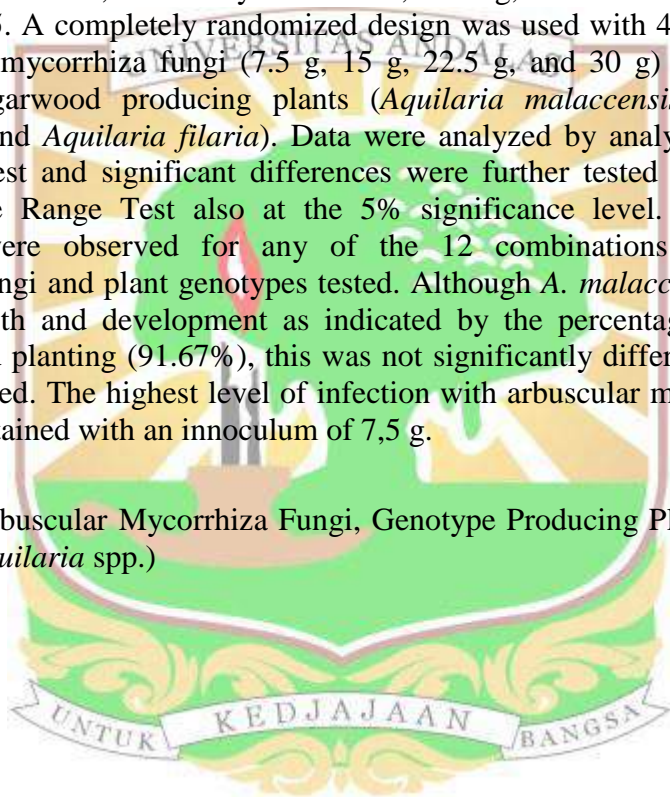 5. A completely randomized design was used with 4
mycorrhiza fungi (7.5 g, 15 g, 22.5 g, and 30 g)
garwood producing plants (Aquilaria malaccensi
nd Aquilaria filaria). Data were analyzed by analy
est and significant differences were further tested
e Range Test also at the 5% significance level.
were observed for any of the 12 combinations
ngi and plant genotypes tested. Although A. malacc
th and development as indicated by the percentag
planting (91.67%), this was not significantly differ
ed. The highest level of infection with arbuscular m
tained with an innoculum of 7,5 g.
buscular Mycorrhiza Fungi, Genotype Producing Pl
uilaria spp.)
UNIVERSITAS ANDALAS
UNTUK KEDJAJAAN BANGSA